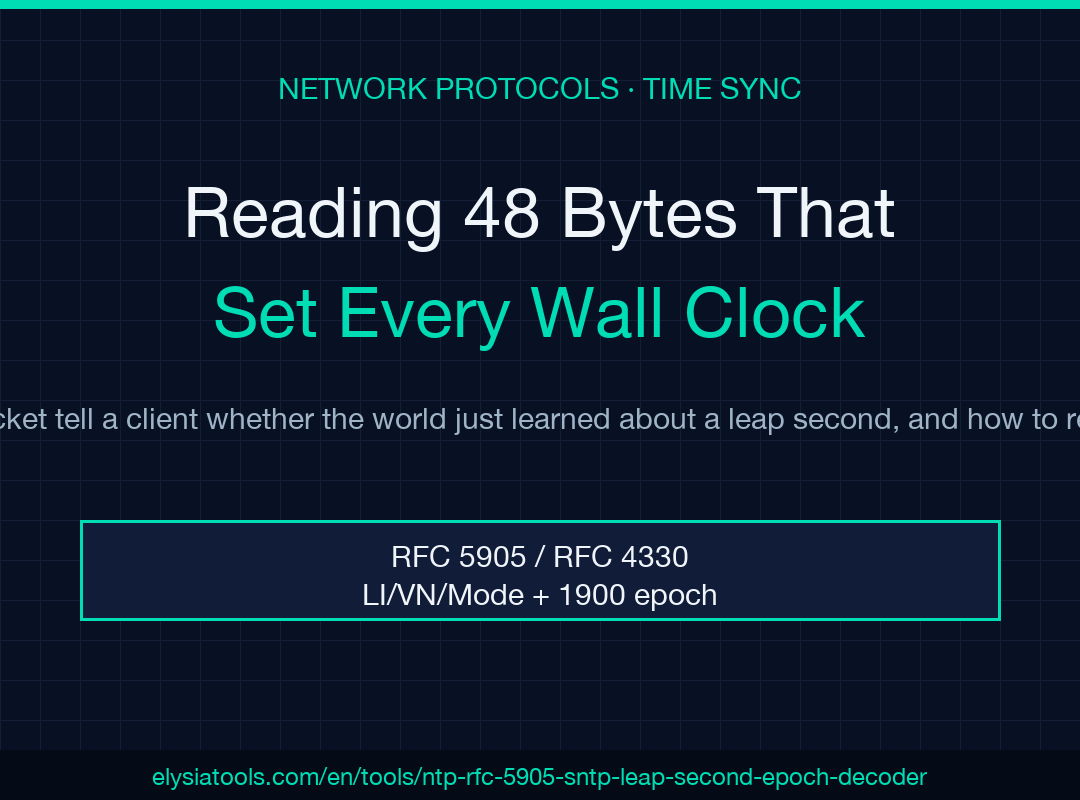 NETWORK PROTOCOLS · TIME SYNC
Reading 48 Bytes That
Set Every Wall Clock
tell a client whether the world just learned about a leap second, and how to
RFC 5905 / RFC 4330
LI/VN/Mode + 1900 epoch
elysiatools.com/en/tools/ntp-rfc-5905-sntp-leap-second-epoch-decoder